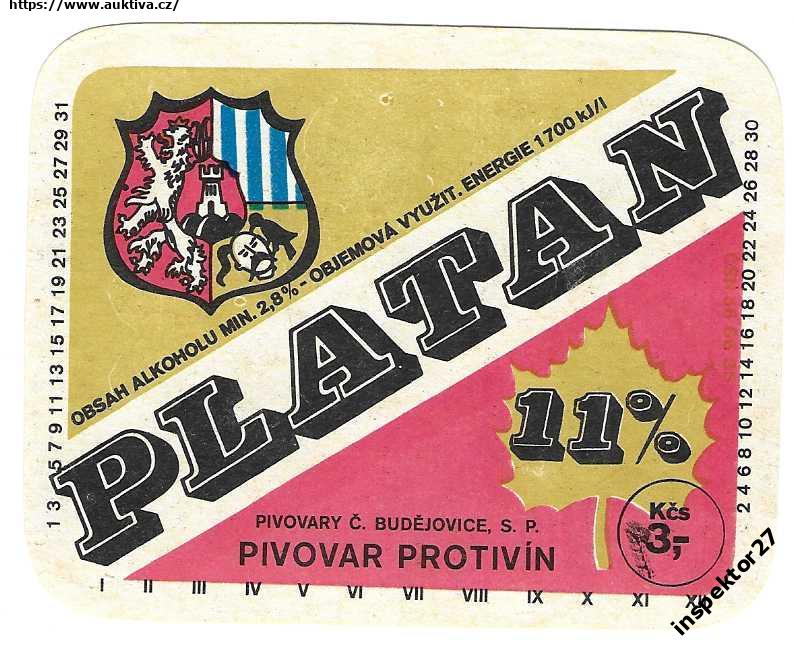 https://www.auktiva.cz/
1 3 5 7 9 11 13 15 17 19 21 23 25 27 29 31
OBSAH ALKOHOLU MIN. 2,8% - OBJEMOVÁ VYUŽIT. ENERGIE 1700 kJ/l
PLATAN
11%
2 4 6 8 10 12 14 16 18 20 22 24 26 28 30
PIVOVARY Č. BUDĚJOVICE, S. P.
PIVOVAR PROTIVÍN
Kčs
3,-
I II III IV V VI VII VIII IX X XI
inspektor27